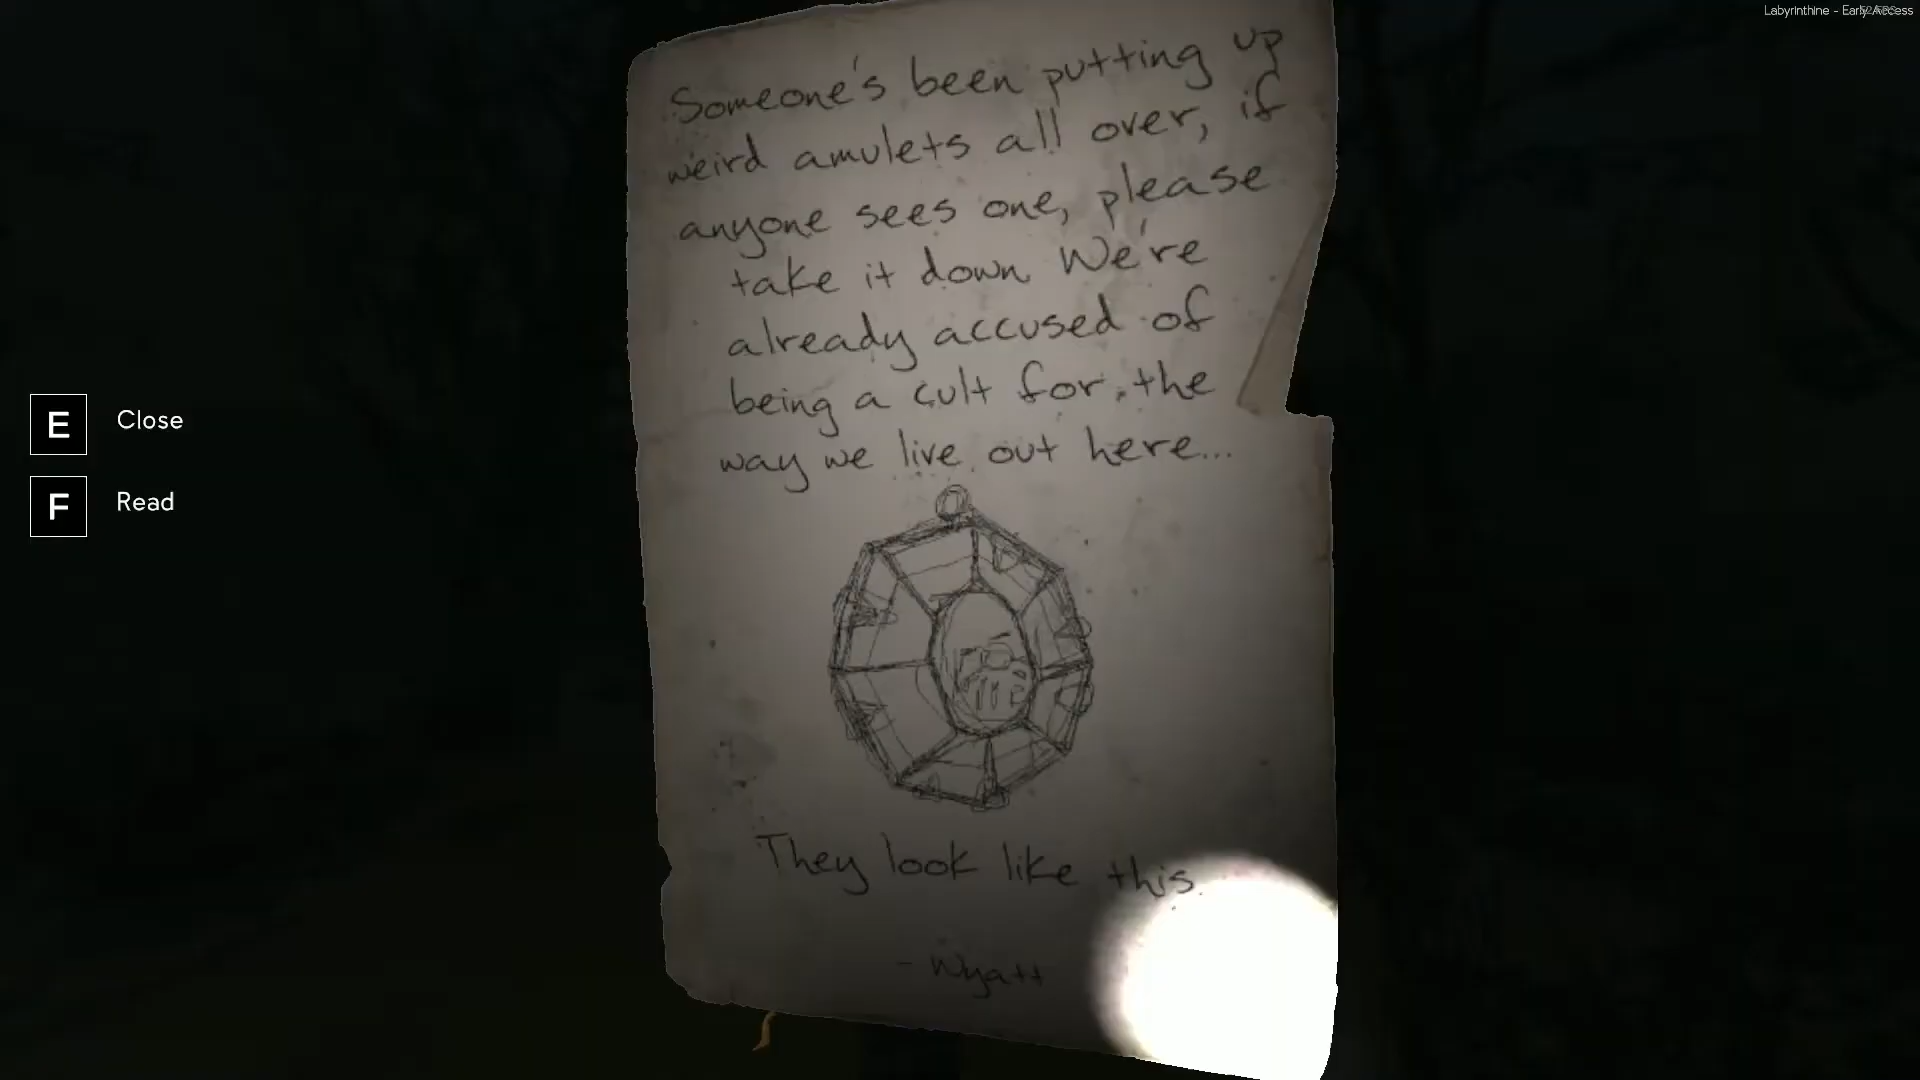 Labyrinthine - Early Access
Someone's been putting up
weird amulets all over, if
anyone sees one, please
take it down We're
already accused of
being a cult for the
way we live out here...
E Close
F Read
They look like this
- Wyatt